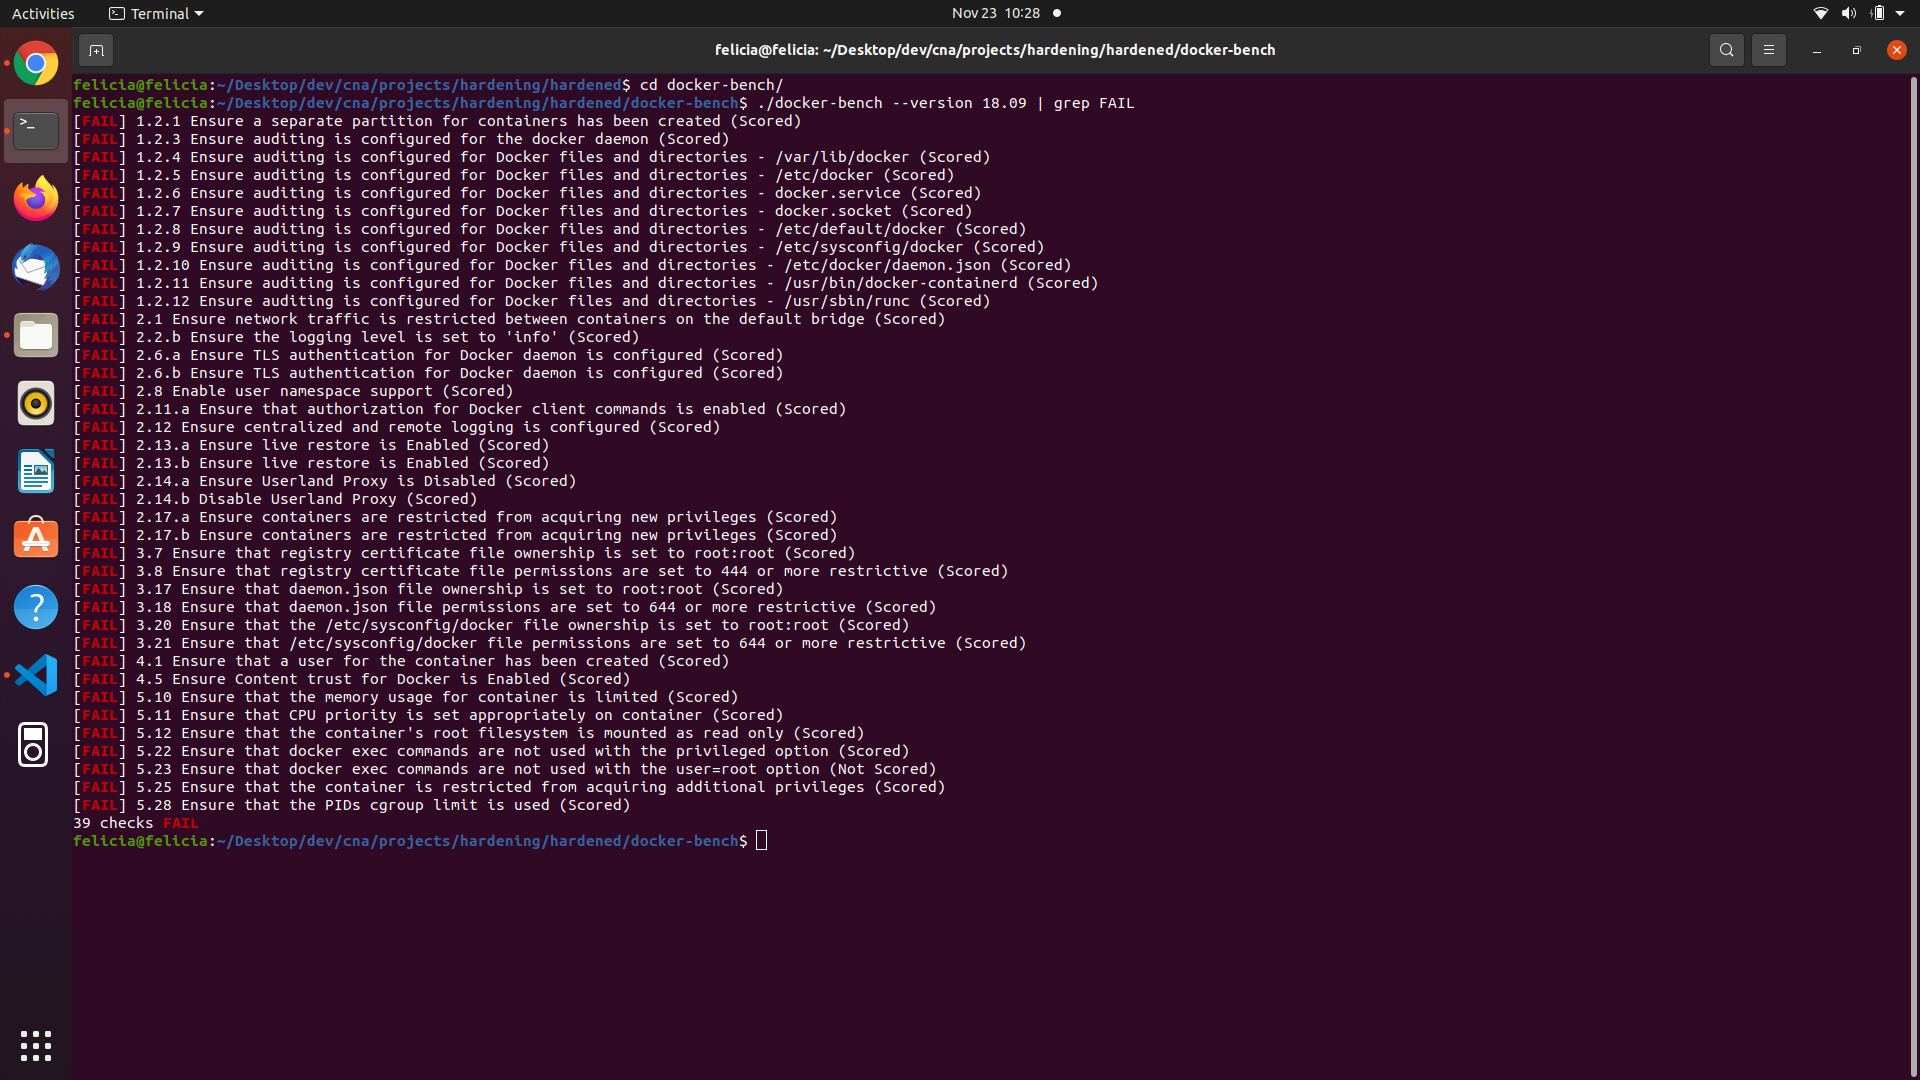 Activities
Terminal
Nov 23 10:28
felicia@felicia: ~/Desktop/dev/cna/projects/hardening/hardened/docker-bench
felicia@felicia:~/Desktop/dev/cna/projects/hardening/hardened$ cd docker-bench/
felicia@felicia:~/Desktop/dev/cna/projects/hardening/hardened/docker-bench$ ./docker-bench --version 18.09 | grep FAIL
[FAIL] 1.2.1 Ensure a separate partition for containers has been created (Scored)
[FAIL] 1.2.3 Ensure auditing is configured for the docker daemon (Scored)
[FAIL] 1.2.4 Ensure auditing is configured for Docker files and directories - /var/lib/docker (Scored)
[FAIL] 1.2.5 Ensure auditing is configured for Docker files and directories - /etc/docker (Scored)
[FAIL] 1.2.6 Ensure auditing is configured for Docker files and directories - docker.service (Scored)
[FAIL] 1.2.7 Ensure auditing is configured for Docker files and directories - docker.socket (Scored)
[FAIL] 1.2.8 Ensure auditing is configured for Docker files and directories - /etc/default/docker (Scored)
[FAIL] 1.2.9 Ensure auditing is configured for Docker files and directories - /etc/sysconfig/docker (Scored)
[FAIL] 1.2.10 Ensure auditing is configured for Docker files and directories - /etc/docker/daemon.json (Scored)
[FAIL] 1.2.11 Ensure auditing is configured for Docker files and directories - /usr/bin/docker-containerd (Scored)
[FAIL] 1.2.12 Ensure auditing is configured for Docker files and directories - /usr/sbin/runc (Scored)
[FAIL] 2.1 Ensure network traffic is restricted between containers on the default bridge (Scored)
[FAIL] 2.2.b Ensure the logging level is set to 'info' (Scored)
[FAIL] 2.6.a Ensure TLS authentication for Docker daemon is configured (Scored)
[FAIL] 2.6.b Ensure TLS authentication for Docker daemon is configured (Scored)
[FAIL] 2.8 Enable user namespace support (Scored)
[FAIL] 2.11.a Ensure that authorization for Docker client commands is enabled (Scored)
[FAIL] 2.12 Ensure centralized and remote logging is configured (Scored)
[FAIL] 2.13.a Ensure live restore is Enabled (Scored)
[FAIL] 2.13.b Ensure live restore is Enabled (Scored)
[FAIL] 2.14.a Ensure Userland Proxy is Disabled (Scored)
[FAIL] 2.14.b Disable Userland Proxy (Scored)
[FAIL] 2.17.a Ensure containers are restricted from acquiring new privileges (Scored)
[FAIL] 2.17.b Ensure containers are restricted from acquiring new privileges (Scored)
[FAIL] 3.7 Ensure that registry certificate file ownership is set to root:root (Scored)
[FAIL] 3.8 Ensure that registry certificate file permissions are set to 444 or more restrictive (Scored)
[FAIL] 3.17 Ensure that daemon.json file ownership is set to root:root (Scored)
[FAIL] 3.18 Ensure that daemon.json file permissions are set to 644 or more restrictive (Scored)
[FAIL] 3.20 Ensure that the /etc/sysconfig/docker file ownership is set to root:root (Scored)
[FAIL] 3.21 Ensure that /etc/sysconfig/docker file permissions are set to 644 or more restrictive (Scored)
[FAIL] 4.1 Ensure that a user for the container has been created (Scored)
[FAIL] 4.5 Ensure Content trust for Docker is Enabled (Scored)
[FAIL] 5.10 Ensure that the memory usage for container is limited (Scored)
[FAIL] 5.11 Ensure that CPU priority is set appropriately on container (Scored)
[FAIL] 5.12 Ensure that the container's root filesystem is mounted as read only (Scored)
[FAIL] 5.22 Ensure that docker exec commands are not used with the privileged option (Scored)
[FAIL] 5.23 Ensure that docker exec commands are not used with the user=root option (Not Scored)
[FAIL] 5.25 Ensure that the container is restricted from acquiring additional privileges (Scored)
[FAIL] 5.28 Ensure that the PIDs cgroup limit is used (Scored)
39 checks FAIL
felicia@felicia:~/Desktop/dev/cna/projects/hardening/hardened/docker-bench$